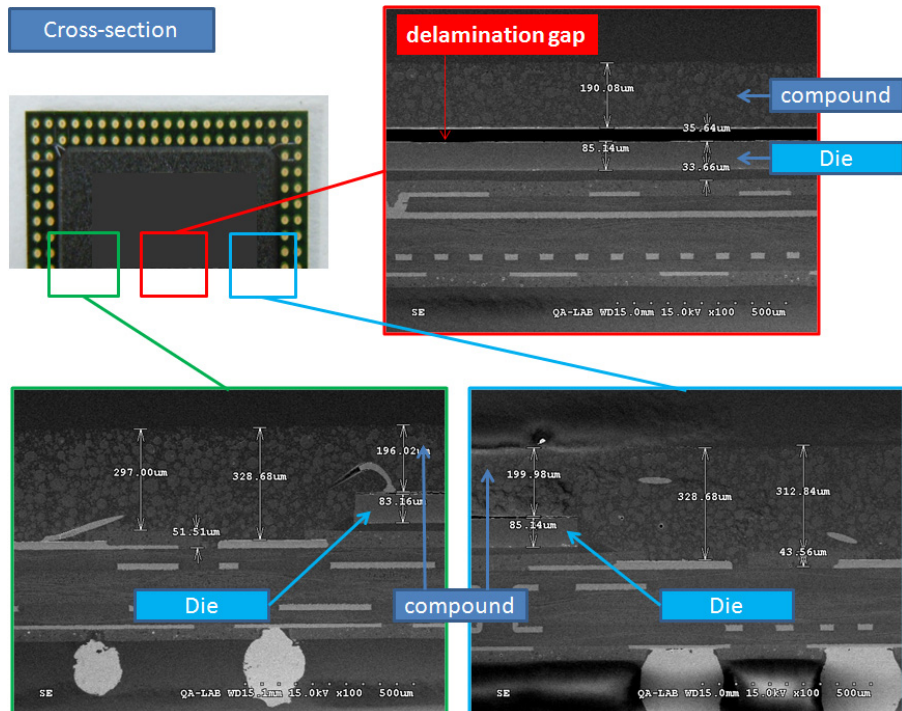 Cross-section
delamination gap
190.08um
compound
35.64um
85.14um
Die
33.66um
SE
QA-LAB WD15.0mm 15.0kV x100 500um
297.00um
328.68um
196.02um
83.16um
51.51um
Die
compound
SE
QA-LAB WD15.1mm 15.0kV x100 500um
199.98um
328.68um
312.84um
85.14um
43.56um
Die
SE
QA-LAB WD15.0mm 15.0kV x100 500um